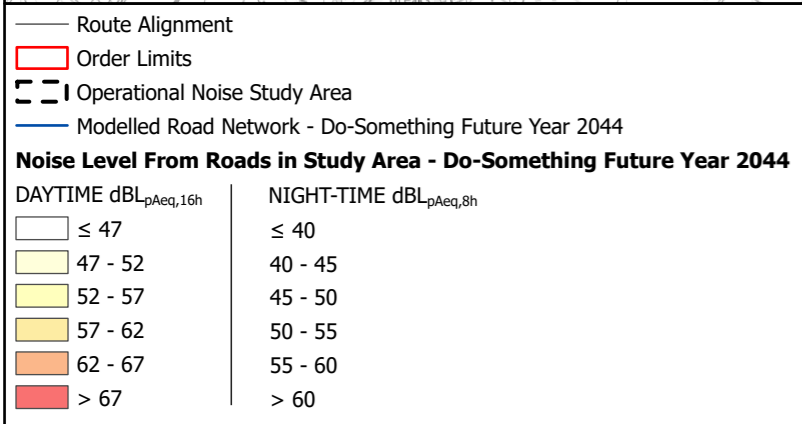 Route Alignment
Order Limits
Operational Noise Study Area
Modelled Road Network - Do-Something Future Year 2044
Noise Level From Roads in Study Area - Do-Something Future Year 2044
DAYTIME dBLpAeq,16h NIGHT-TIME dBLpAeq,8h
≤ 47 ≤ 40
47 - 52 40 - 45
52 - 57 45 - 50
57 - 62 50 - 55
62 - 67 55 - 60
> 67 > 60